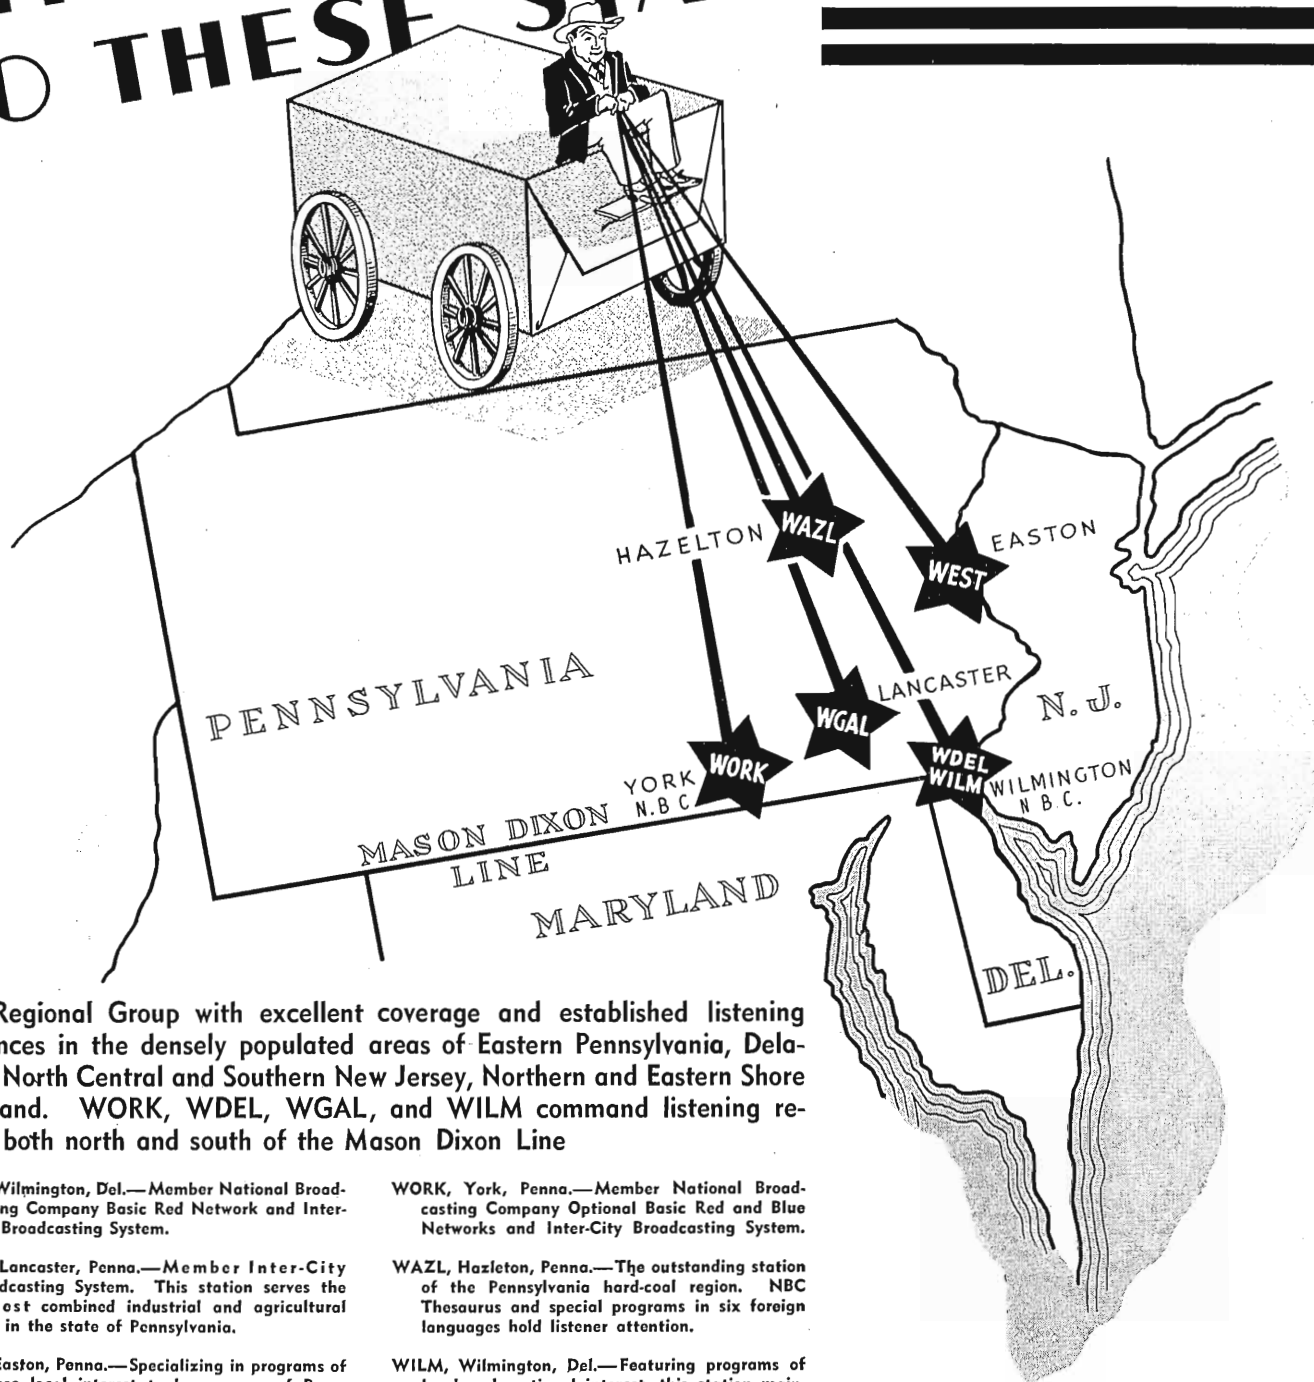 THESE
HAZELTON
WAZL
EASTON
WEST
PENNSYLVANIA
LANCASTER
WGAL
N.J.
YORK
N.B C
WORK
WDEL
WILM
WILMINGTON
N B.C.
MASON DIXON
LINE
MARYLAND
DEL.
Regional Group with excellent coverage and established listening
nces in the densely populated areas of Eastern Pennsylvania, Dela-
North Central and Southern New Jersey, Northern and Eastern Shore
and. WORK, WDEL, WGAL, and WILM command listening re-
both north and south of the Mason Dixon Line
Wilmington, Del.—Member National Broad-
ng Company Basic Red Network and Inter-
Broadcasting System.
Lancaster, Penna.—Member Inter-City
dcasting System. This station serves the
ost combined industrial and agricultural
in the state of Pennsylvania.
Easton, Penna.—Specializing in programs of
WORK, York, Penna.—Member National Broad-
casting Company Optional Basic Red and Blue
Networks and Inter-City Broadcasting System.
WAZL, Hazleton, Penna.—The outstanding station
of the Pennsylvania hard-coal region. NBC
Thesaurus and special programs in six foreign
languages hold listener attention.
WILM, Wilmington, Del.—Featuring programs of